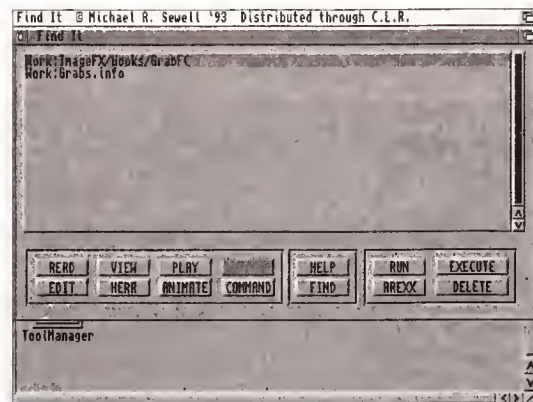 Find It © Michael R. Sewell '93 Distributed through C.L.R.
Find It
Work:ImageFX/Hooks/GrabFC
Work:Grabs.info
READ VIEW PLAY HELP RUN EXECUTE
EDIT HEAR ANIMATE COMMAND FIND AREXX DELETE
ToolManager